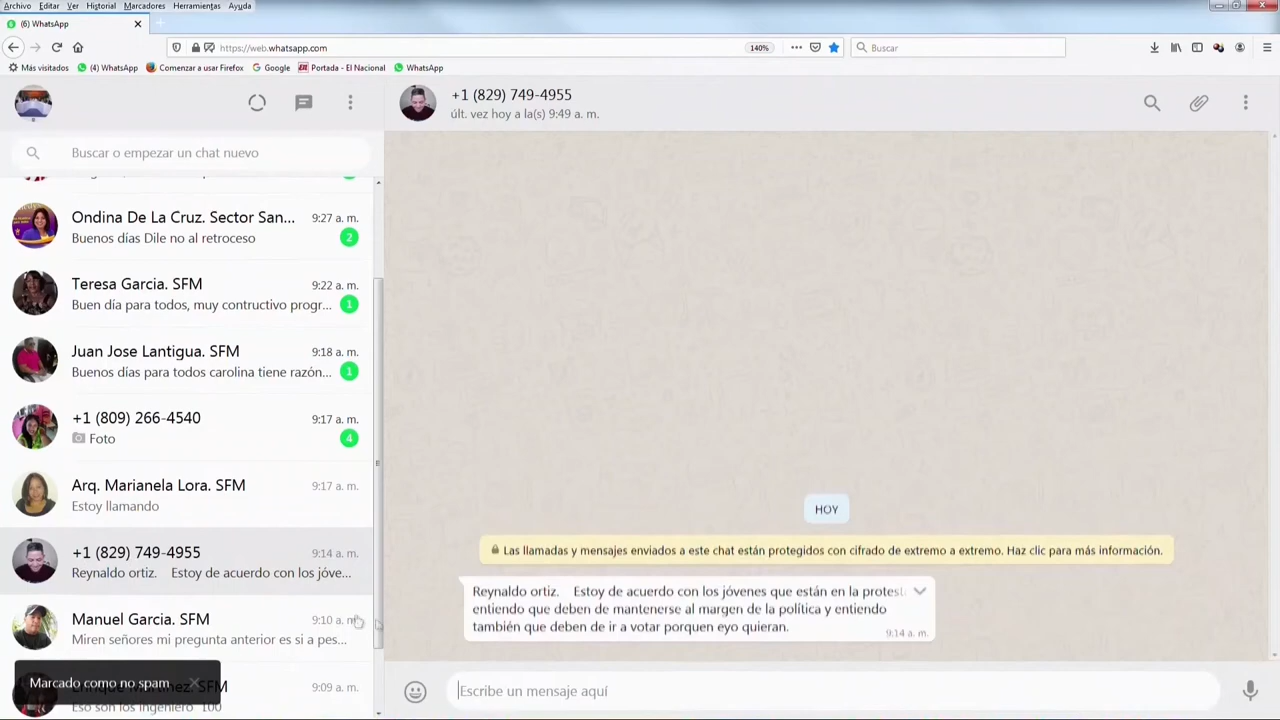 Archivo Editar Ver Historial Marcadores Herramientas Ayuda
(6) WhatsApp
https://web.whatsapp.com
140%
Buscar
Más visitados
(4) WhatsApp
Comenzar a usar Firefox
Google
Portada - El Nacional
WhatsApp
+1 (829) 749-4955
últ. vez hoy a la(s) 9:49 a. m.
Buscar o empezar un chat nuevo
Ondina De La Cruz. Sector San... 9:27 a. m.
Buenos días Dile no al retroceso 2
Teresa Garcia. SFM 9:22 a. m.
Buen día para todos, muy contructivo progr... 1
Juan Jose Lantigua. SFM 9:18 a. m.
Buenos días para todos carolina tiene razón... 1
+1 (809) 266-4540 9:17 a. m.
Foto 4
Arq. Marianela Lora. SFM 9:17 a. m.
Estoy llamando
+1 (829) 749-4955 9:14 a. m.
Reynaldo ortiz. Estoy de acuerdo con los jóve...
Manuel Garcia. SFM 9:10 a. m.
Miren señores mi pregunta anterior es si a pes...
Enrique Martinez. SFM 9:09 a. m.
Eso son los ingeniero 100
Marcado como no spam
HOY
Las llamadas y mensajes enviados a este chat están protegidos con cifrado de extremo a extremo. Haz clic para más información.
Reynaldo ortiz. Estoy de acuerdo con los jóvenes que están en la protest
entiendo que deben de mantenerse al margen de la política y entiendo
también que deben de ir a votar porquen eyo quieran.
9:14 a. m.
Escribe un mensaje aquí